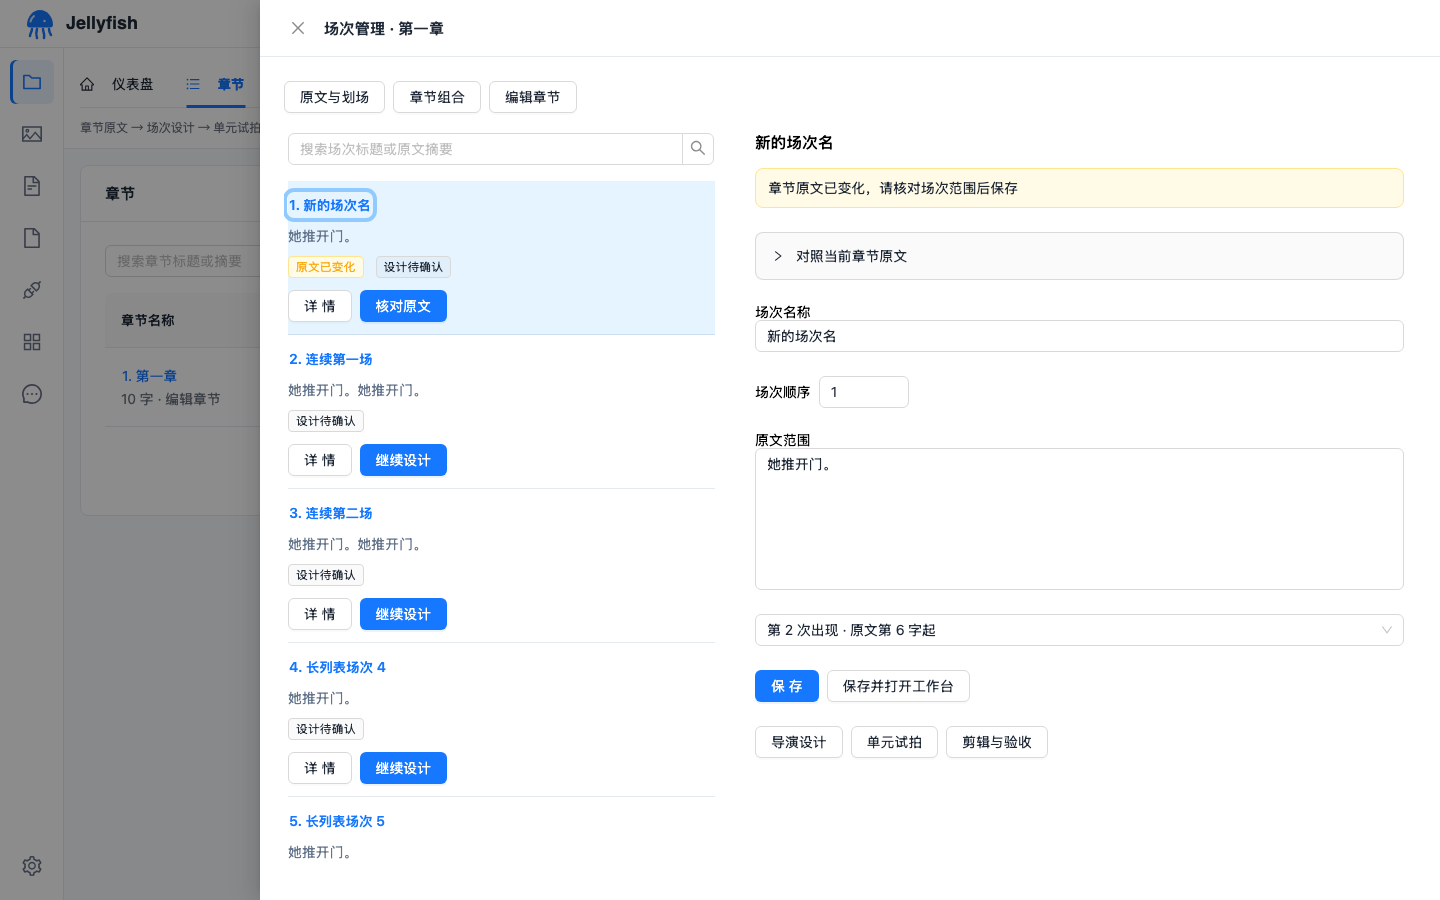 Jellyfish
仪表盘
章节
章节原文 → 场次设计 → 单元试拍
章节
搜索章节标题或摘要
章节名称
1. 第一章
10 字 · 编辑章节
场次管理 · 第一章
原文与划场
章节组合
编辑章节
搜索场次标题或原文摘要
1. 新的场次名
她推开门。
原文已变化
设计待确认
详 情
核对原文
2. 连续第一场
她推开门。她推开门。
设计待确认
详 情
继续设计
3. 连续第二场
她推开门。她推开门。
设计待确认
详 情
继续设计
4. 长列表场次 4
她推开门。
设计待确认
详 情
继续设计
5. 长列表场次 5
她推开门。
新的场次名
章节原文已变化，请核对场次范围后保存
对照当前章节原文
场次名称
新的场次名
场次顺序
1
原文范围
她推开门。
第 2 次出现 · 原文第 6 字起
保 存
保存并打开工作台
导演设计
单元试拍
剪辑与验收